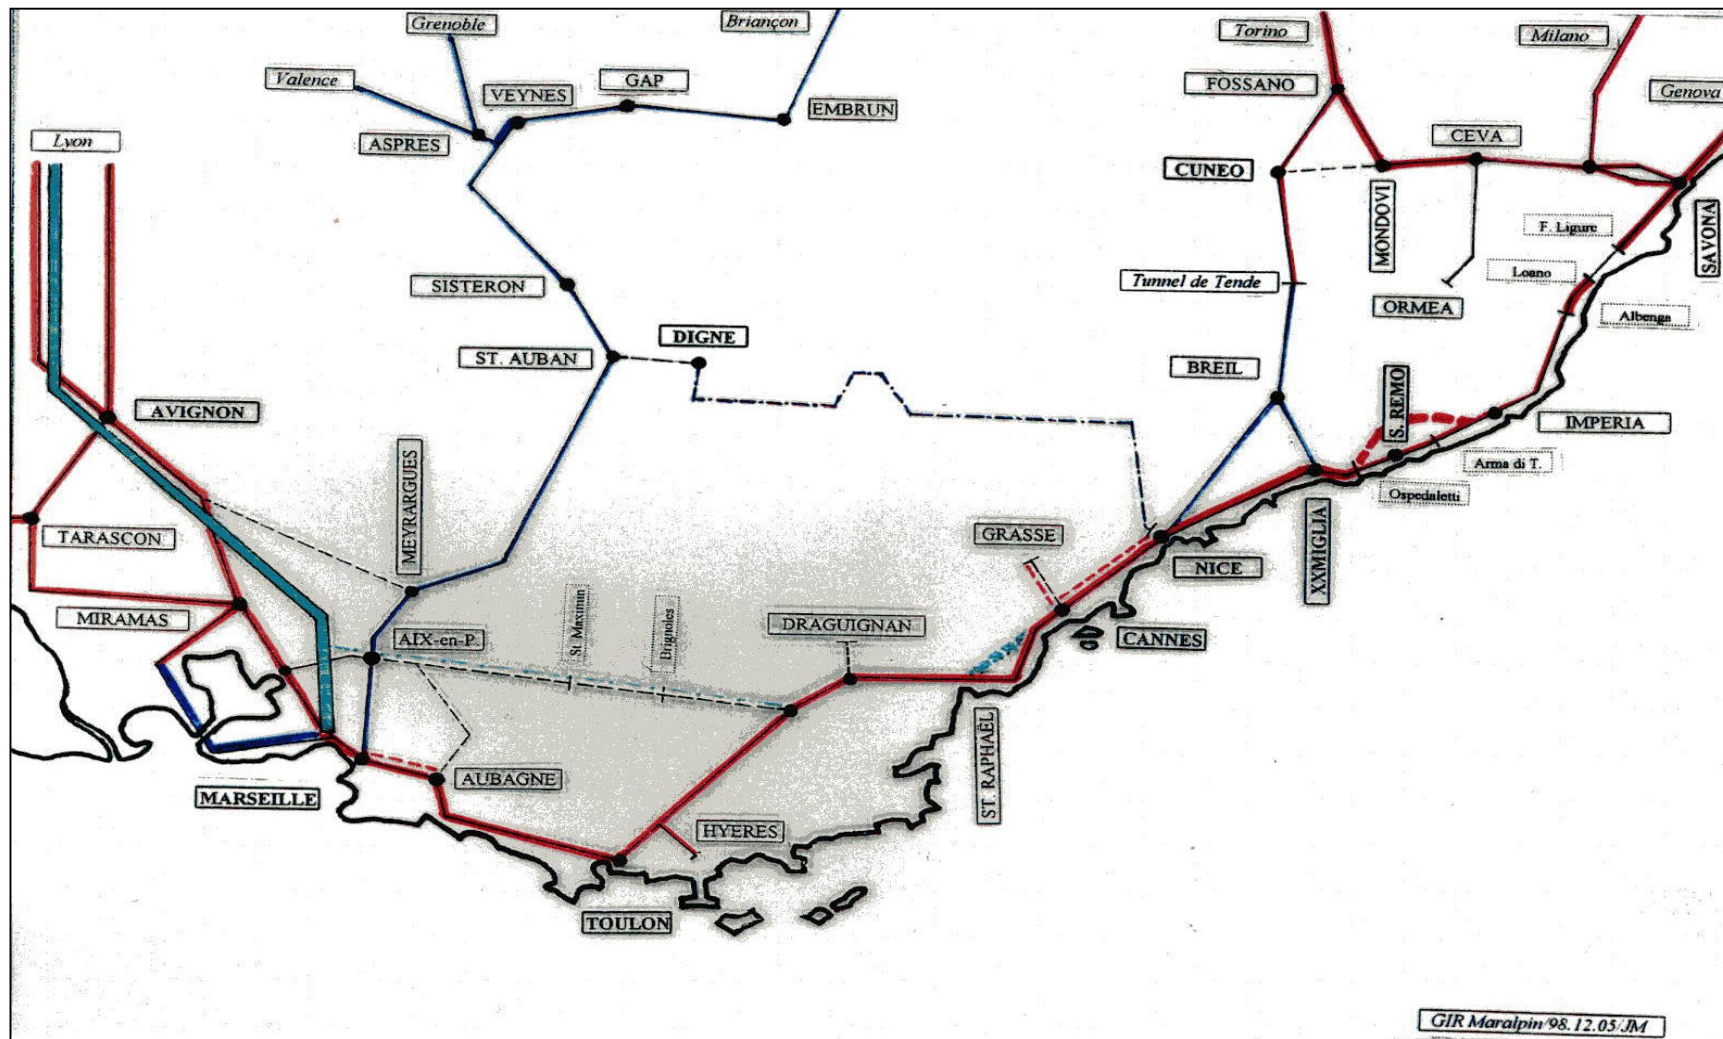 Grenoble
Briançon
Torino
Milano
Valence
VEYNES
GAP
FOSSANO
Genova
Lyon
ASPRES
EMBRUN
CEVA
CUNEO
MONDOVI
SAVONA
F. Ligure
SISTERON
Tunnel de Tende
Loano
ORMEA
Albenga
ST. AUBAN
DIGNE
BREIL
AVIGNON
S. REMO
IMPERIA
MEYRARGUES
Arma di T.
Ospedaletti
TARASCON
GRASSE
NICE
XXMIGLIA
MIRAMAS
AIX-en-P.
St. Maximin
Brignoles
DRAGUIGNAN
CANNES
ST. RAPHAËL
MARSEILLE
AUBAGNE
HYERES
TOULON
GIR Maralpin/98.12.05/JM